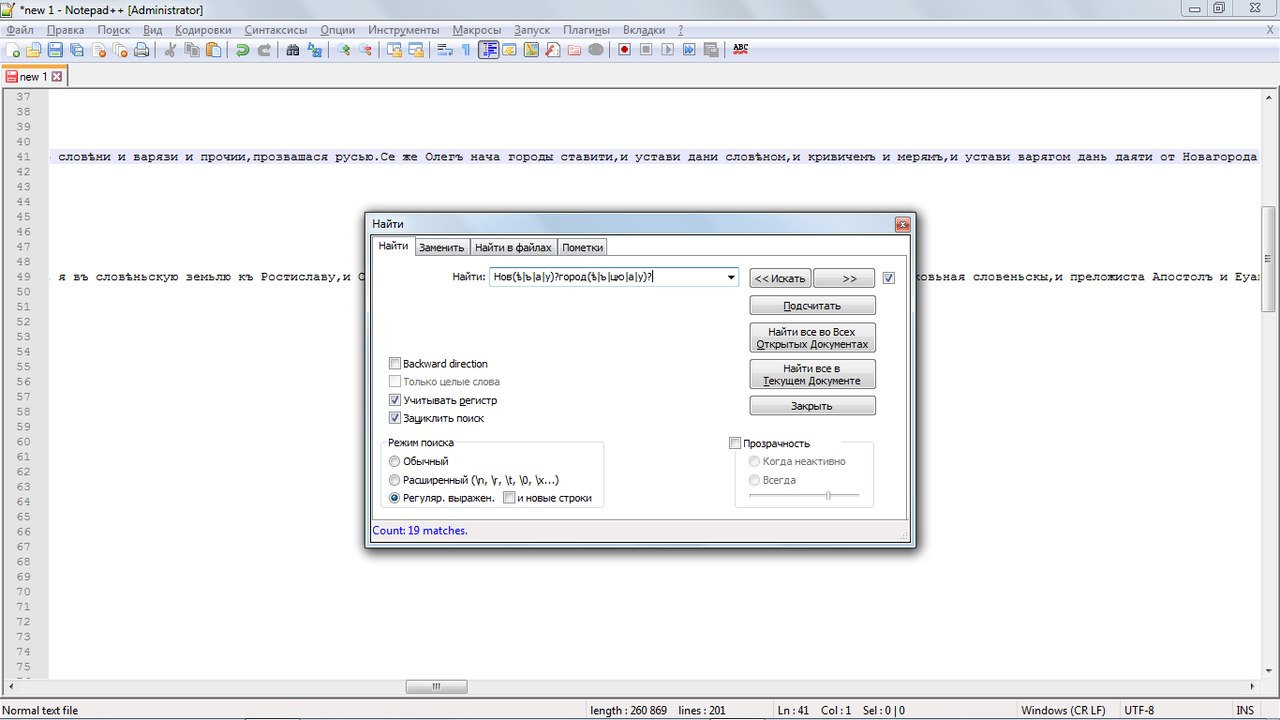 *new 1 - Notepad++ [Administrator]
Файл Правка Поиск Вид Кодировки Синтаксисы Опции Инструменты Макросы Запуск Плагины Вкладки ? X
ABC
new 1
37
38
39
40
41 словѣни и варязи и прочии,прозвашася русью.Се же Олегъ нача городы ставити,и устави дани словѣном,и кривичемъ и мерямъ,и устави варягом дань даяти от Новагорода
42
43
44
45
46
47
48
49 я въ словѣньскую землю къ Ростиславу,и С
ьвьная словеньскы,и преложиста Апостолъ и Еуа
50
51
52
53
54
55
56
57
58
59
60
61
62
63
64
65
66
67
68
69
70
71
72
73
74
75
Найти
Найти Заменить Найти в файлах Пометки
Найти: Нов(ѣ|ъ|а|у)?город(ѣ|ъ|цю|а|у)?
<< Искать >>
Подсчитать
Найти все во Всех
Открытых Документах
Найти все в
Текущем Документе
Закрыть
Backward direction
Только целые слова
Учитывать регистр
Зациклить поиск
Режим поиска
Обычный
Расширенный (\n, \r, \t, \0, \x...)
Регуляр. выражен. и новые строки
Прозрачность
Когда неактивно
Всегда
Count: 19 matches.
Normal text file length : 260 869 lines : 201 Ln : 41 Col : 1 Sel : 0 | 0 Windows (CR LF) UTF-8 INS